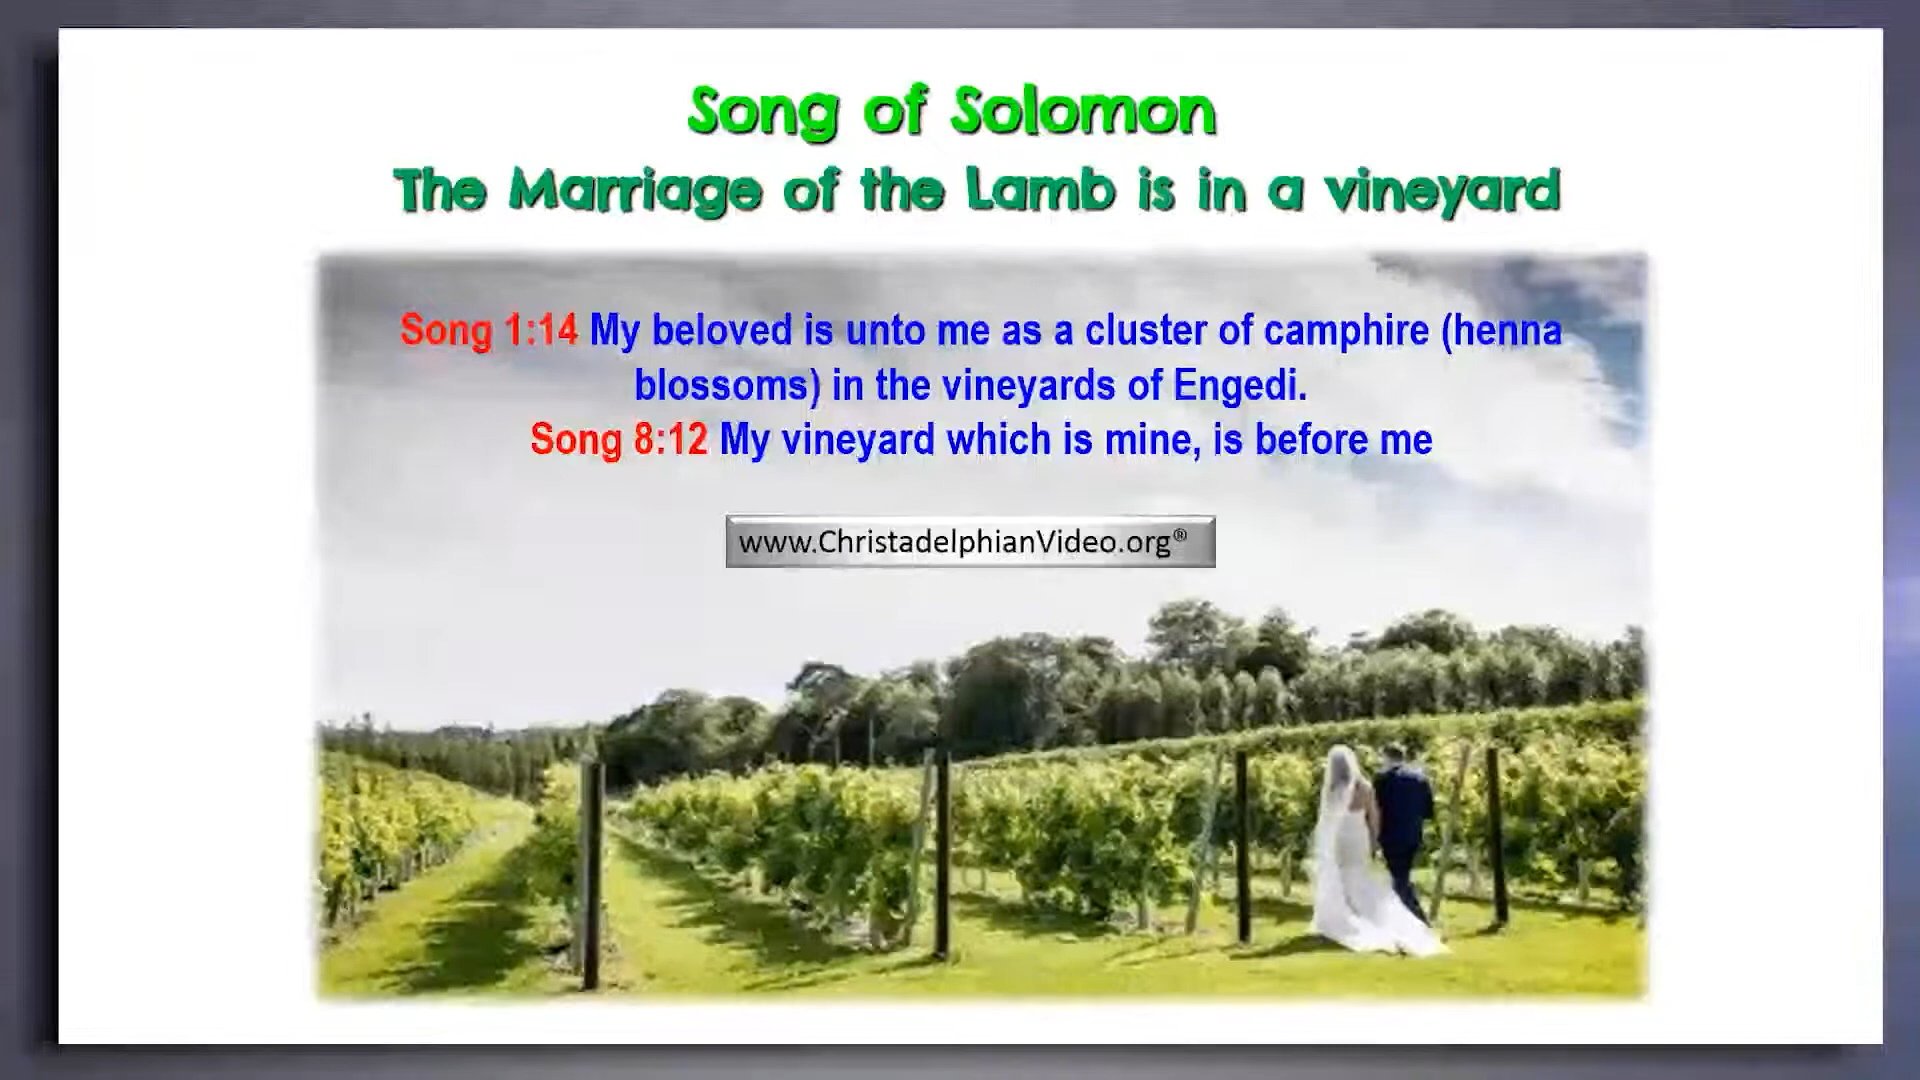 Song of Solomon
The Marriage of the Lamb is in a vineyard
Song 1:14 My beloved is unto me as a cluster of camphire (henna
blossoms) in the vineyards of Engedi.
Song 8:12 My vineyard which is mine, is before me
www.ChristadelphianVideo.org®